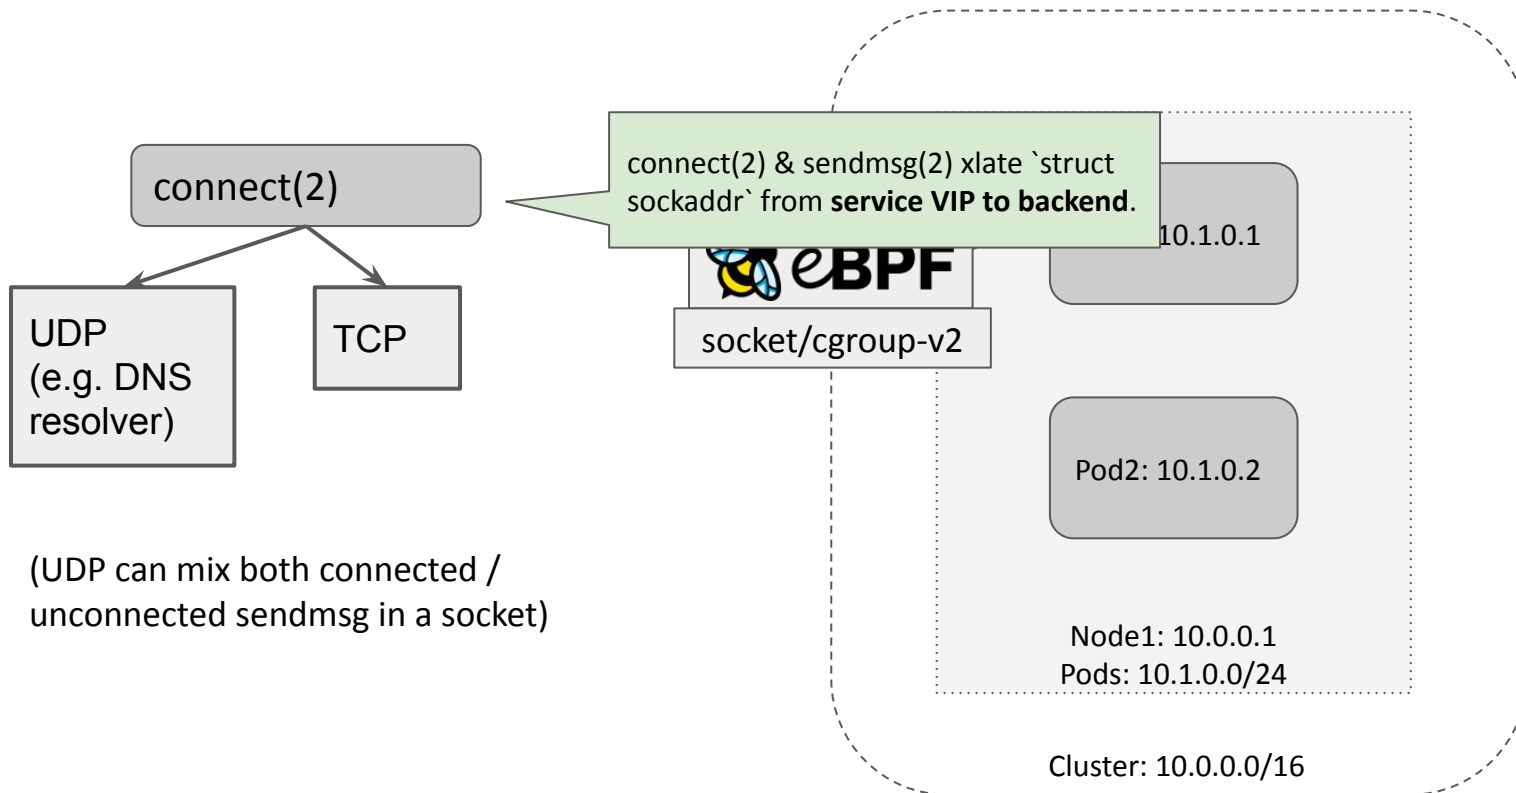 connect(2)
UDP
(e.g. DNS
resolver)
TCP
(UDP can mix both connected /
unconnected sendmsg in a socket)
connect(2) & sendmsg(2) xlate `struct
sockaddr` from service VIP to backend.
eBPF
socket/cgroup-v2
10.1.0.1
Pod2: 10.1.0.2
Node1: 10.0.0.1
Pods: 10.1.0.0/24
Cluster: 10.0.0.0/16